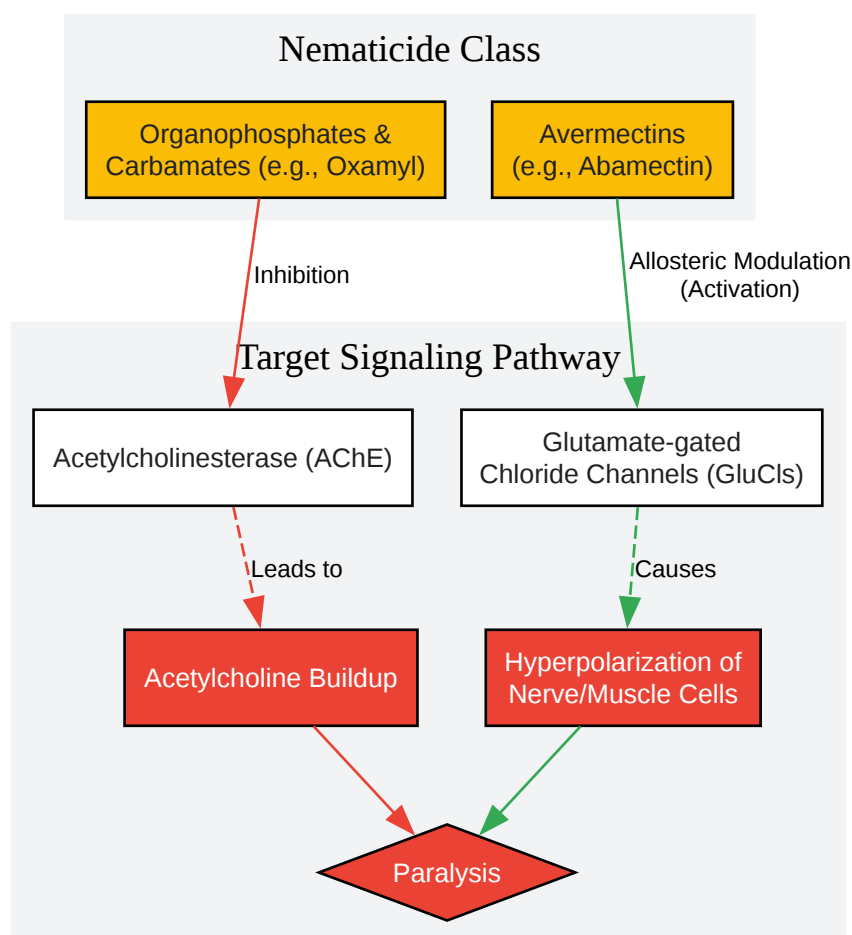 Nematicide Class
Organophosphates &
Carbamates (e.g., Oxamyl)
Avermectins
(e.g., Abamectin)
Inhibition
Allosteric Modulation
(Activation)
Target Signaling Pathway
Acetylcholinesterase (AChE)
Glutamate-gated
Chloride Channels (GluCls)
Leads to
Causes
Acetylcholine Buildup
Hyperpolarization of
Nerve/Muscle Cells
Paralysis